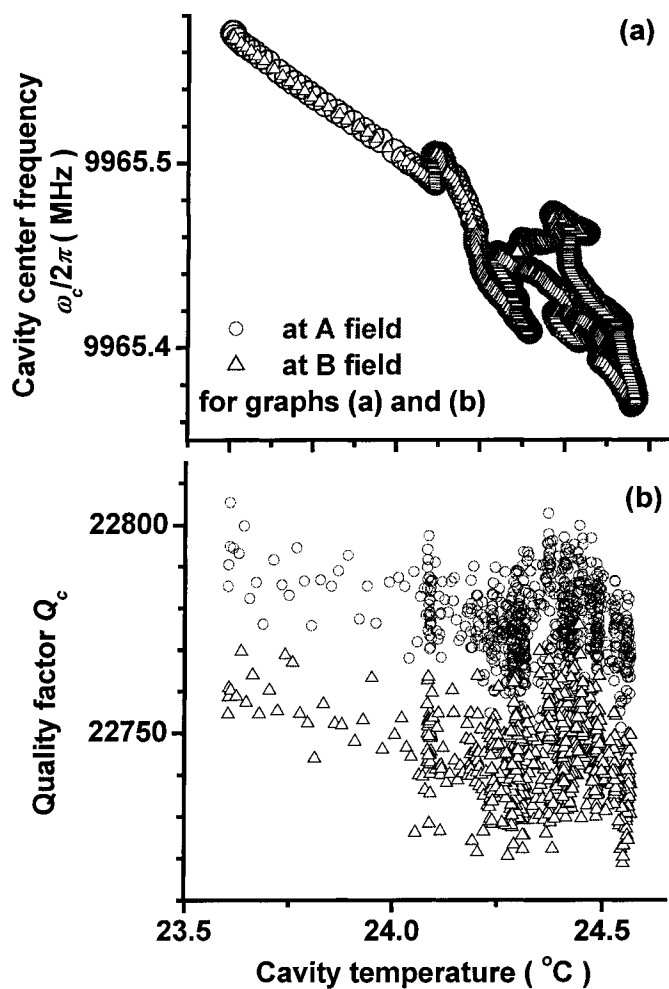 (a)
Cavity center frequency
ω_c/2π ( MHz )
9965.5
9965.4
○ at A field
△ at B field
for graphs (a) and (b)
(b)
Quality factor Q_c
22800
22750
23.5 24.0 24.5
Cavity temperature ( °C )